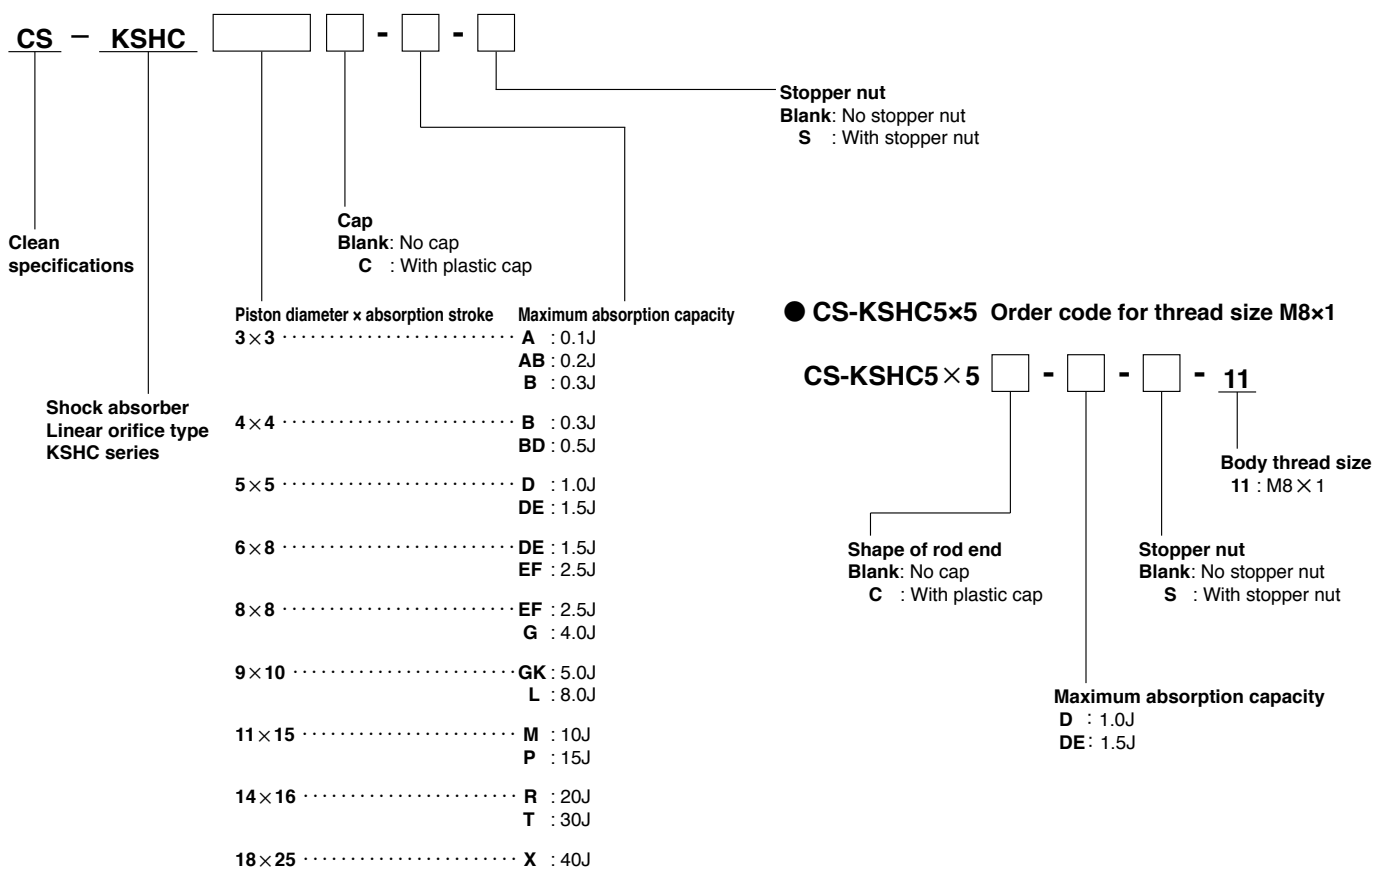 CS – KSHC - -
Stopper nut
Blank: No stopper nut
S : With stopper nut
Cap
Blank: No cap
C : With plastic cap
Clean
specifications
Shock absorber
Linear orifice type
KSHC series
Piston diameter × absorption stroke Maximum absorption capacity
3×3 ························· A : 0.1J
AB : 0.2J
B : 0.3J
4×4 ························· B : 0.3J
BD : 0.5J
5×5 ························· D : 1.0J
DE : 1.5J
6×8 ························· DE : 1.5J
EF : 2.5J
8×8 ························· EF : 2.5J
G : 4.0J
9×10 ························ GK : 5.0J
L : 8.0J
11×15 ······················· M : 10J
P : 15J
14×16 ······················· R : 20J
T : 30J
18×25 ······················· X : 40J
● CS-KSHC5×5 Order code for thread size M8×1
CS-KSHC5×5 - - - 11
Body thread size
11 : M8×1
Shape of rod end
Blank: No cap
C : With plastic cap
Stopper nut
Blank: No stopper nut
S : With stopper nut
Maximum absorption capacity
D : 1.0J
DE : 1.5J